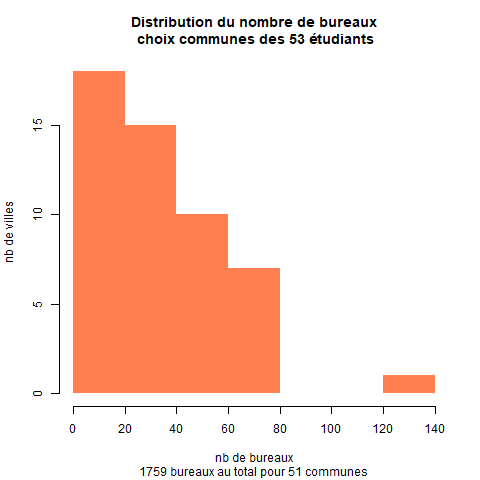 Distribution du nombre de bureaux
choix communes des 53 étudiants
nb de villes
15
10
5
0
0 20 40 60 80 100 120 140
nb de bureaux
1759 bureaux au total pour 51 communes